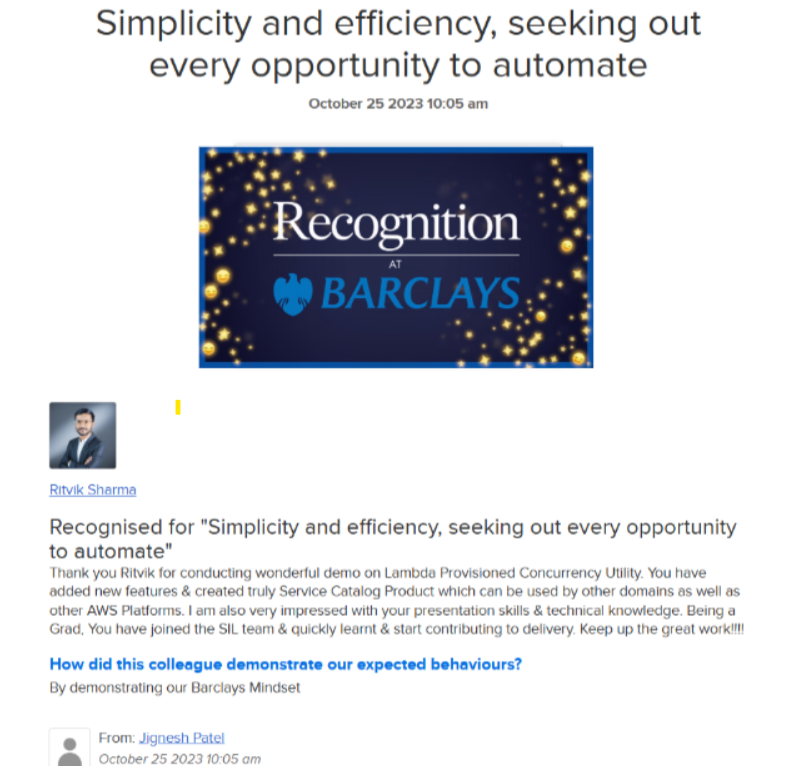 Simplicity and efficiency, seeking out
every opportunity to automate
October 25 2023 10:05 am
Recognition
AT
BARCLAYS
Ritvik Sharma
Recognised for "Simplicity and efficiency, seeking out every opportunity
to automate"
Thank you Ritvik for conducting wonderful demo on Lambda Provisioned Concurrency Utility. You have
added new features & created truly Service Catalog Product which can be used by other domains as well as
other AWS Platforms. I am also very impressed with your presentation skills & technical knowledge. Being a
Grad, You have joined the SIL team & quickly learnt & start contributing to delivery. Keep up the great work!!!!
How did this colleague demonstrate our expected behaviours?
By demonstrating our Barclays Mindset
From: Jignesh Patel
October 25 2023 10:05 am